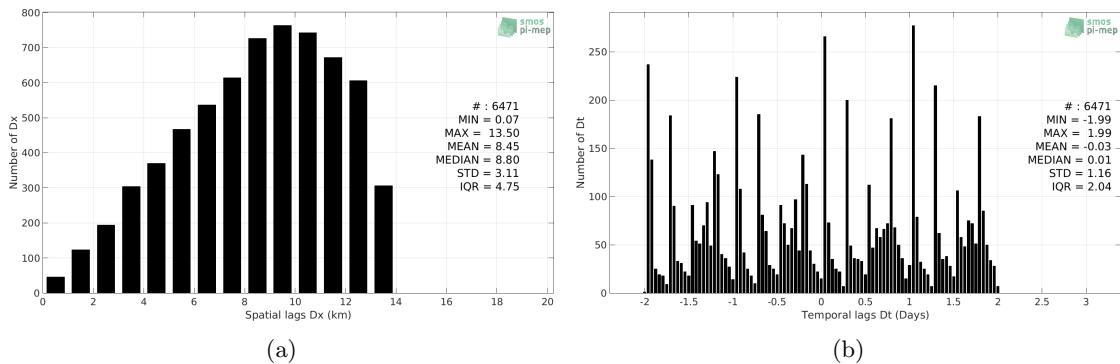 800
700
600
500
400
300
200
100
0
Number of Dx
0 2 4 6 8 10 12 14 16 18 20
Spatial lags Dx (km)
smos
pi-mep
# : 6471
MIN = 0.07
MAX = 13.50
MEAN = 8.45
MEDIAN = 8.80
STD = 3.11
IQR = 4.75
(a)
250
200
150
100
50
0
Number of Dt
-2 -1.5 -1 -0.5 0 0.5 1 1.5 2 2.5 3
Temporal lags Dt (Days)
smos
pi-mep
# : 6471
MIN = -1.99
MAX = 1.99
MEAN = -0.03
MEDIAN = 0.01
STD = 1.16
IQR = 2.04
(b)